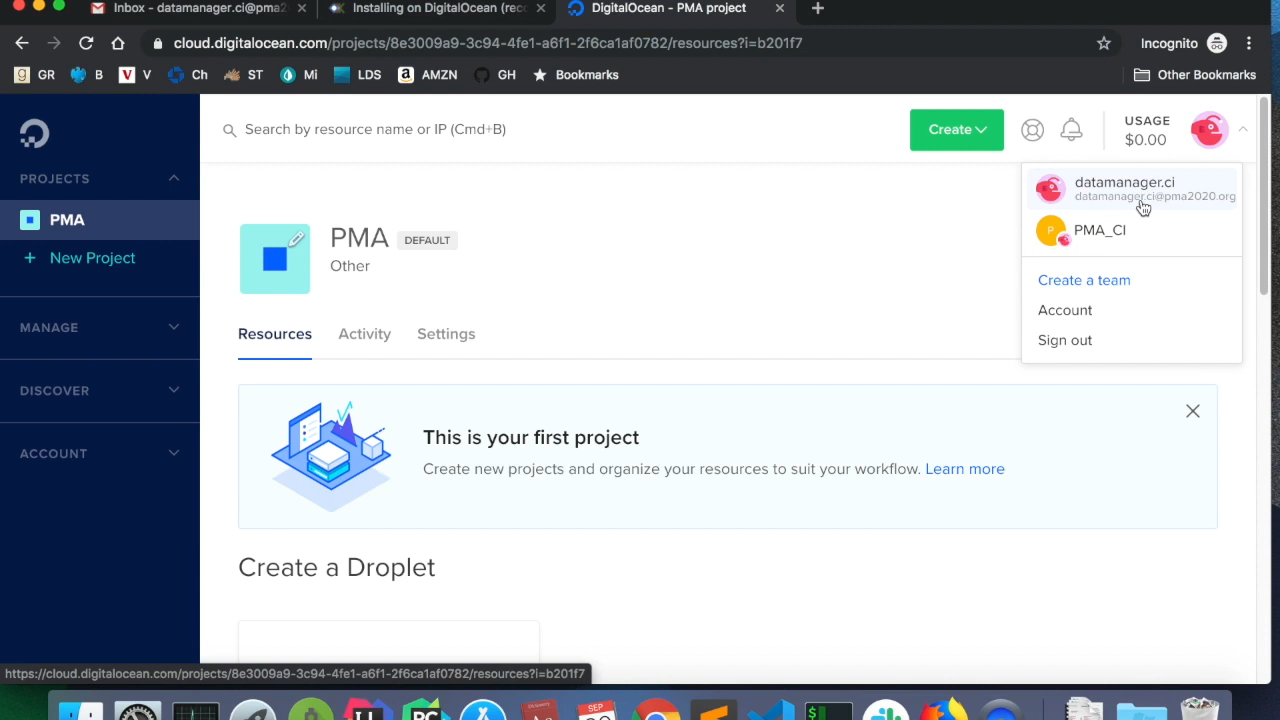 Inbox - datamanager.ci@pma2
Installing on DigitalOcean (reco
DigitalOcean - PMA project
cloud.digitalocean.com/projects/8e3009a9-3c94-4fe1-a6f1-2f6ca1af0782/resources?i=b201f7
Incognito
g GR
B
V V
Ch
ST
Mi
LDS
a AMZN
GH
Bookmarks
Other Bookmarks
Search by resource name or IP (Cmd+B)
Create
USAGE
$0.00
PROJECTS
PMA
+ New Project
MANAGE
DISCOVER
ACCOUNT
datamanager.ci
datamanager.ci@pma2020.org
P PMA_CI
Create a team
Account
Sign out
PMA DEFAULT
Other
Resources Activity Settings
This is your first project
Create new projects and organize your resources to suit your workflow. Learn more
Create a Droplet
https://cloud.digitalocean.com/projects/8e3009a9-3c94-4fe1-a6f1-2f6ca1af0782/resources?i=b201f7
PC
SEP